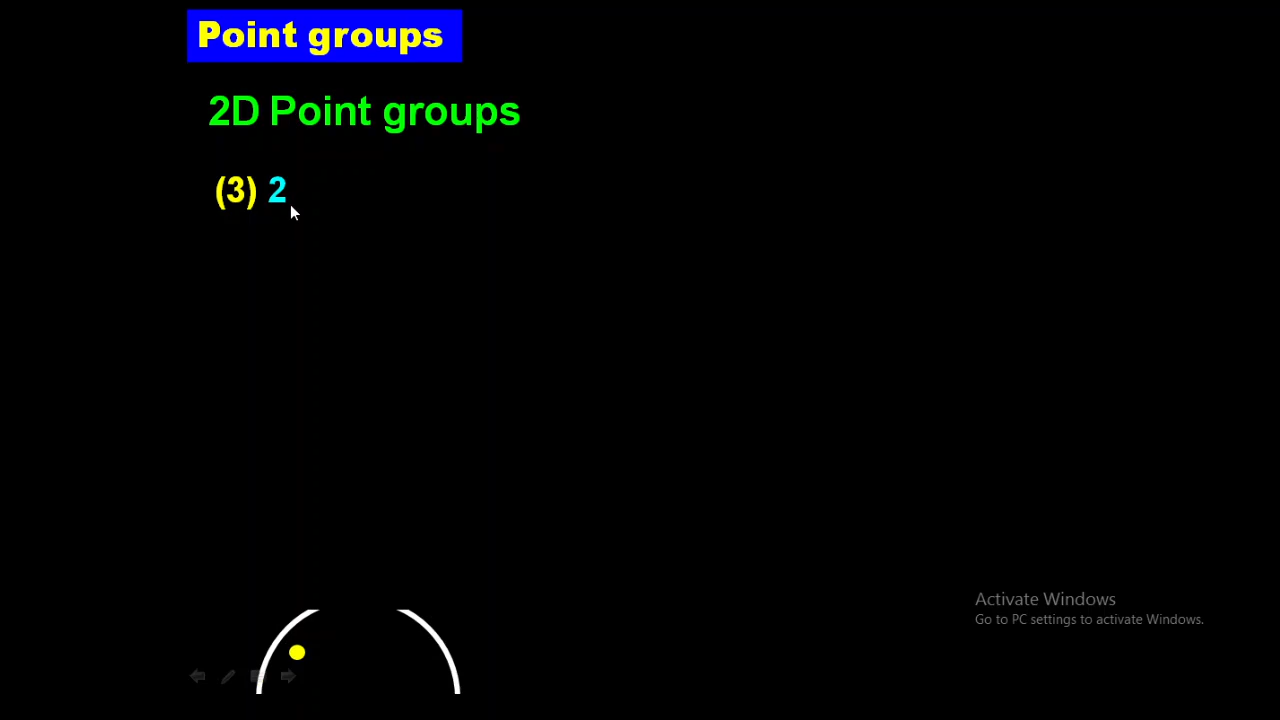 Point groups
2D Point groups
(3) 2
Activate Windows
Go to PC settings to activate Windows.